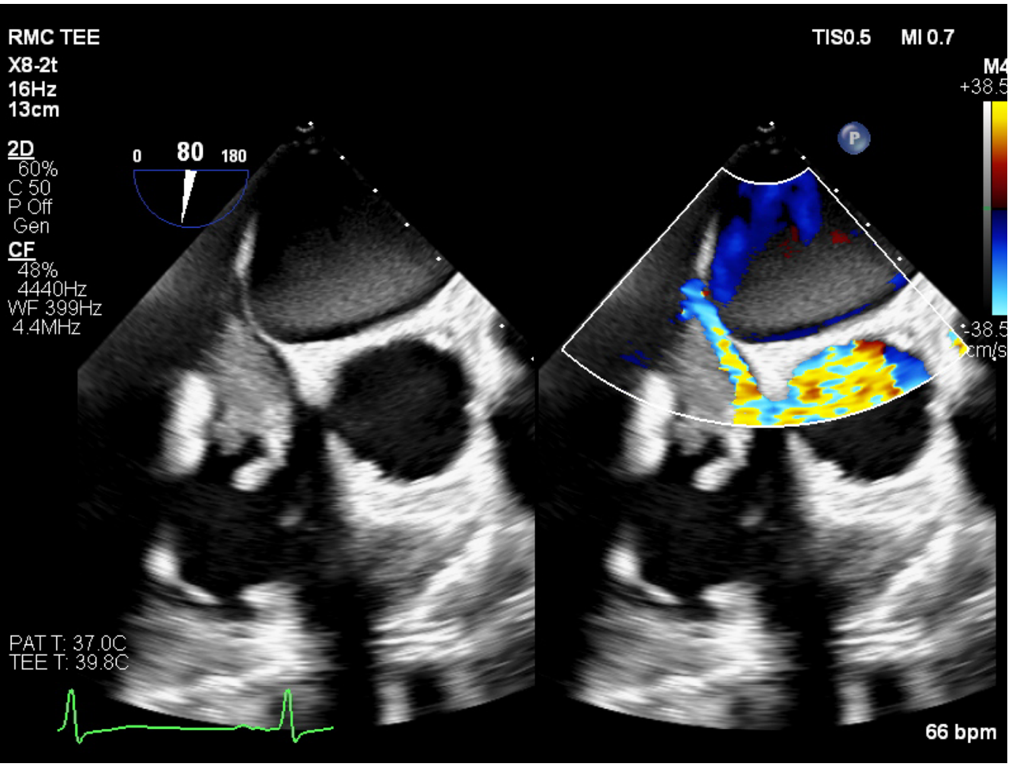 RMC TEE
TIS0.5 MI 0.7
X8-2t
16Hz
13cm
M4
+38.5
2D
60%
C 50
P Off
Gen
0 80 180
P
CF
48%
4440Hz
WF 399Hz
4.4MHz
-38.5
cm/s
PAT T: 37.0C
TEE T: 39.8C
66 bpm